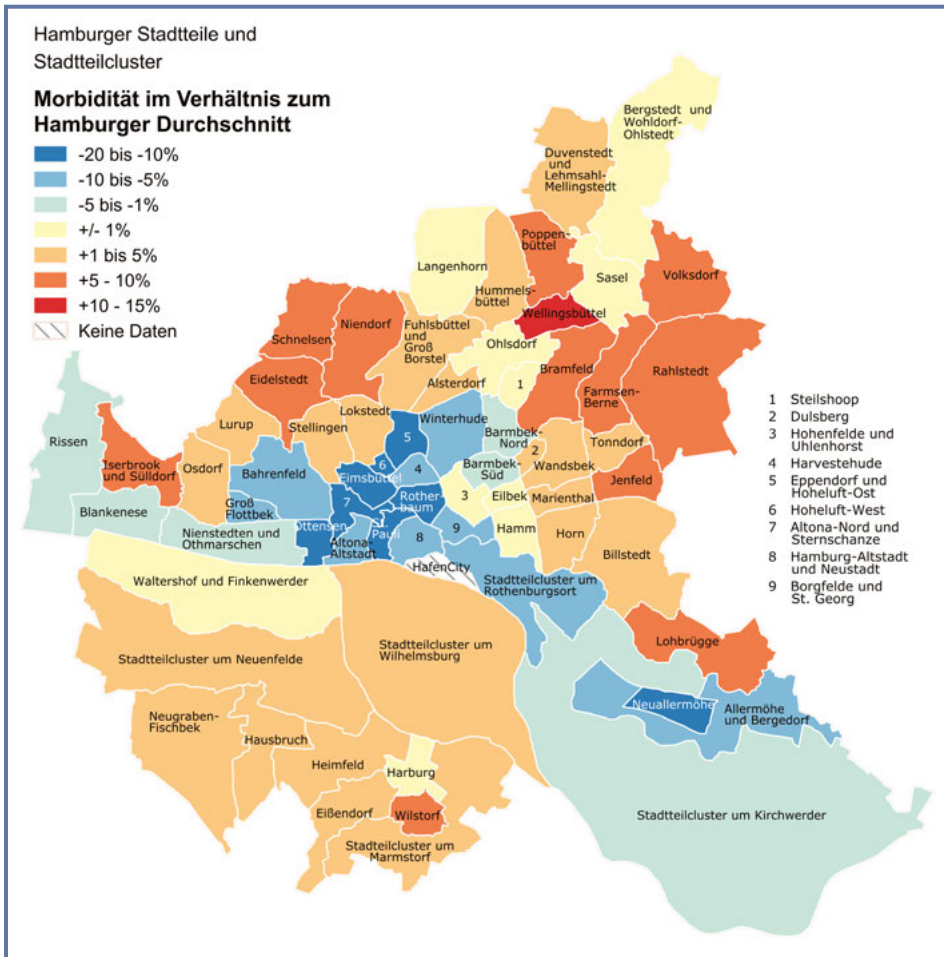 Hamburger Stadtteile und
Stadtteilcluster
Morbidität im Verhältnis zum
Hamburger Durchschnitt
-20 bis -10%
-10 bis -5%
-5 bis -1%
+/- 1%
+1 bis 5%
+5 - 10%
+10 - 15%
Keine Daten
Bergstedt und
Wohldorf-
Ohlstedt
Duvenstedt
und
Lehmsahl-
Mellingstedt
Poppen-
büttel
Langenhorn
Sasel
Volksdorf
Hummels-
büttel
Wellingsbüttel
Schnelsen
Niendorf
Fuhlsbüttel
und
Groß
Borstel
Ohlsdorf
Bramfeld
Rahlstedt
Eidelstedt
Alsterdorf
1
Farmsen-
Berne
Lurup
Stellingen
Lokstedt
Winterhude
Barmbek-
Nord
Tonndorf
Rissen
Iserbrook
und Sülldorf
Osdorf
Bahrenfeld
5
6
2
Wandsbek
Eimsbüttel
4
Barmbek-
Süd
Jenfeld
Blankenese
Groß
Flottbek
7
Rother-
baum
3
Eilbek
Marienthal
Nienstedten und
Othmarschen
Ottensen
Altona-
Altstadt
St.
Pauli
8
9
Hamm
Horn
Billstedt
HafenCity
Waltershof und Finkenwerder
Stadtteilcluster um
Rothenburgsort
Lohbrügge
Stadtteilcluster um Neuenfelde
Stadtteilcluster um
Wilhelmsburg
Neuallermöhe
Allermöhe
und Bergedorf
Neugraben-
Fischbek
Hausbruch
Heimfeld
Harburg
Eißendorf
Wilstorf
Stadtteilcluster um
Marmstorf
Stadtteilcluster um Kirchwerder
1 Steilshoop
2 Dulsberg
3 Hohenfelde und
Uhlenhorst
4 Harvestehude
5 Eppendorf und
Hoheluft-Ost
6 Hoheluft-West
7 Altona-Nord und
Sternschanze
8 Hamburg-Altstadt
und Neustadt
9 Borgfelde und
St. Georg